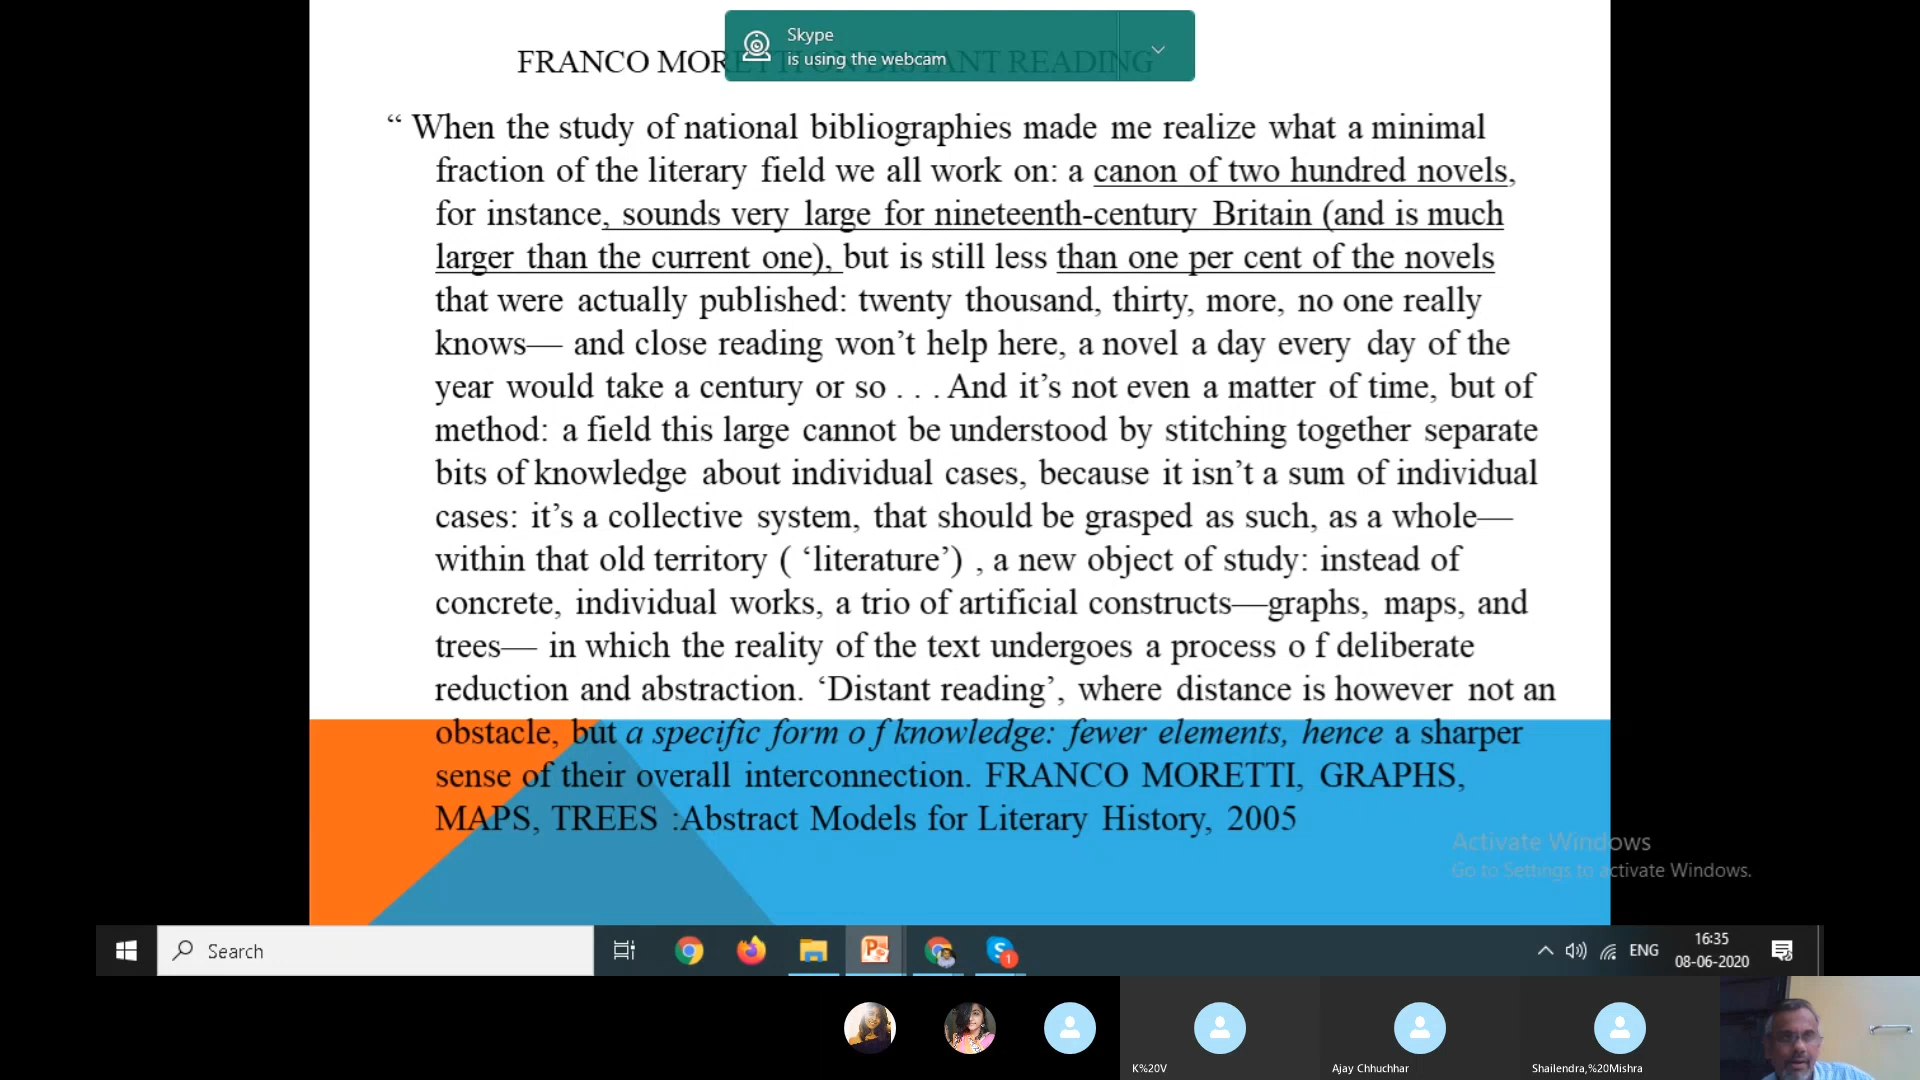 Skype
is using the webcam
FRANCO MORETTI ON DISTANT READING
“ When the study of national bibliographies made me realize what a minimal
fraction of the literary field we all work on: a canon of two hundred novels,
for instance, sounds very large for nineteenth-century Britain (and is much
larger than the current one), but is still less than one per cent of the novels
that were actually published: twenty thousand, thirty, more, no one really
knows— and close reading won’t help here, a novel a day every day of the
year would take a century or so . . . And it’s not even a matter of time, but of
method: a field this large cannot be understood by stitching together separate
bits of knowledge about individual cases, because it isn’t a sum of individual
cases: it’s a collective system, that should be grasped as such, as a whole—
within that old territory ( ‘literature’) , a new object of study: instead of
concrete, individual works, a trio of artificial constructs—graphs, maps, and
trees— in which the reality of the text undergoes a process o f deliberate
reduction and abstraction. ‘Distant reading’, where distance is however not an
obstacle, but a specific form o f knowledge: fewer elements, hence a sharper
sense of their overall interconnection. FRANCO MORETTI, GRAPHS,
MAPS, TREES :Abstract Models for Literary History, 2005
Activate Windows
Go to Settings to activate Windows.
Search
1
ENG
16:35
08-06-2020
K%20V
Ajay Chhuchhar
Shailendra,%20Mishra